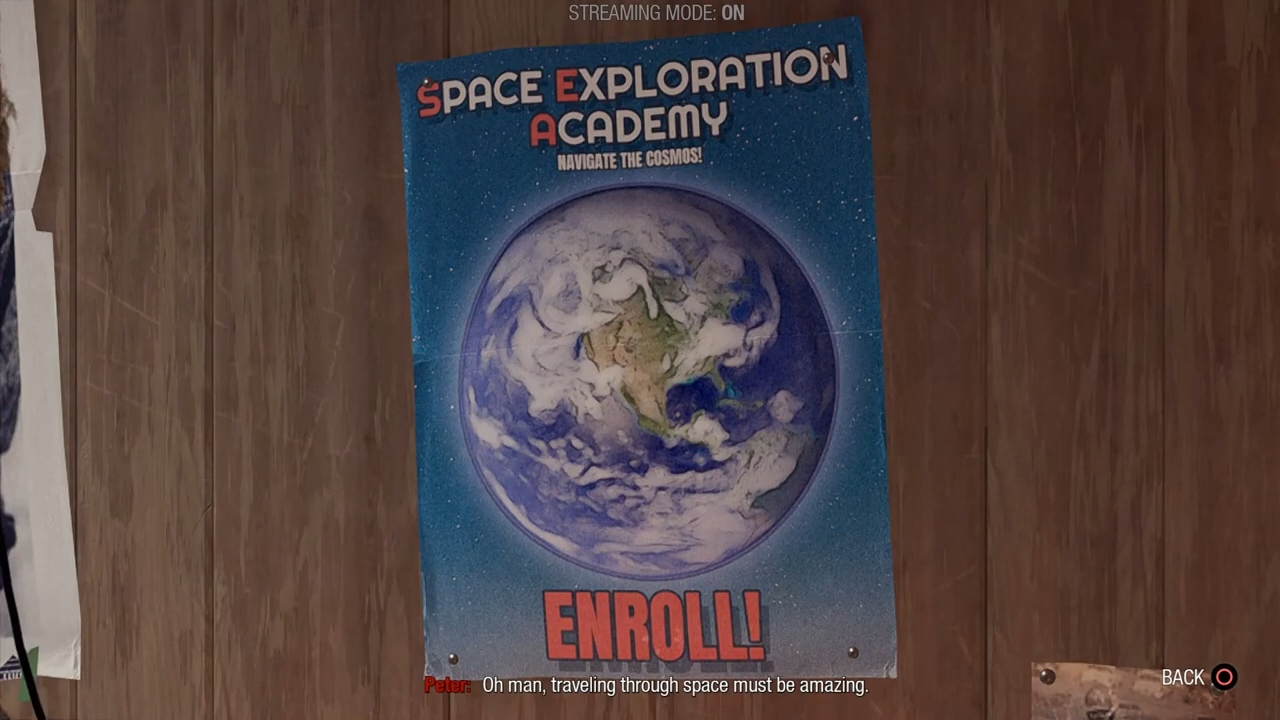 STREAMING MODE: ON
SPACE EXPLORATION
ACADEMY
NAVIGATE THE COSMOS!
ENROLL!
Peter: Oh man, traveling through space must be amazing.
BACK